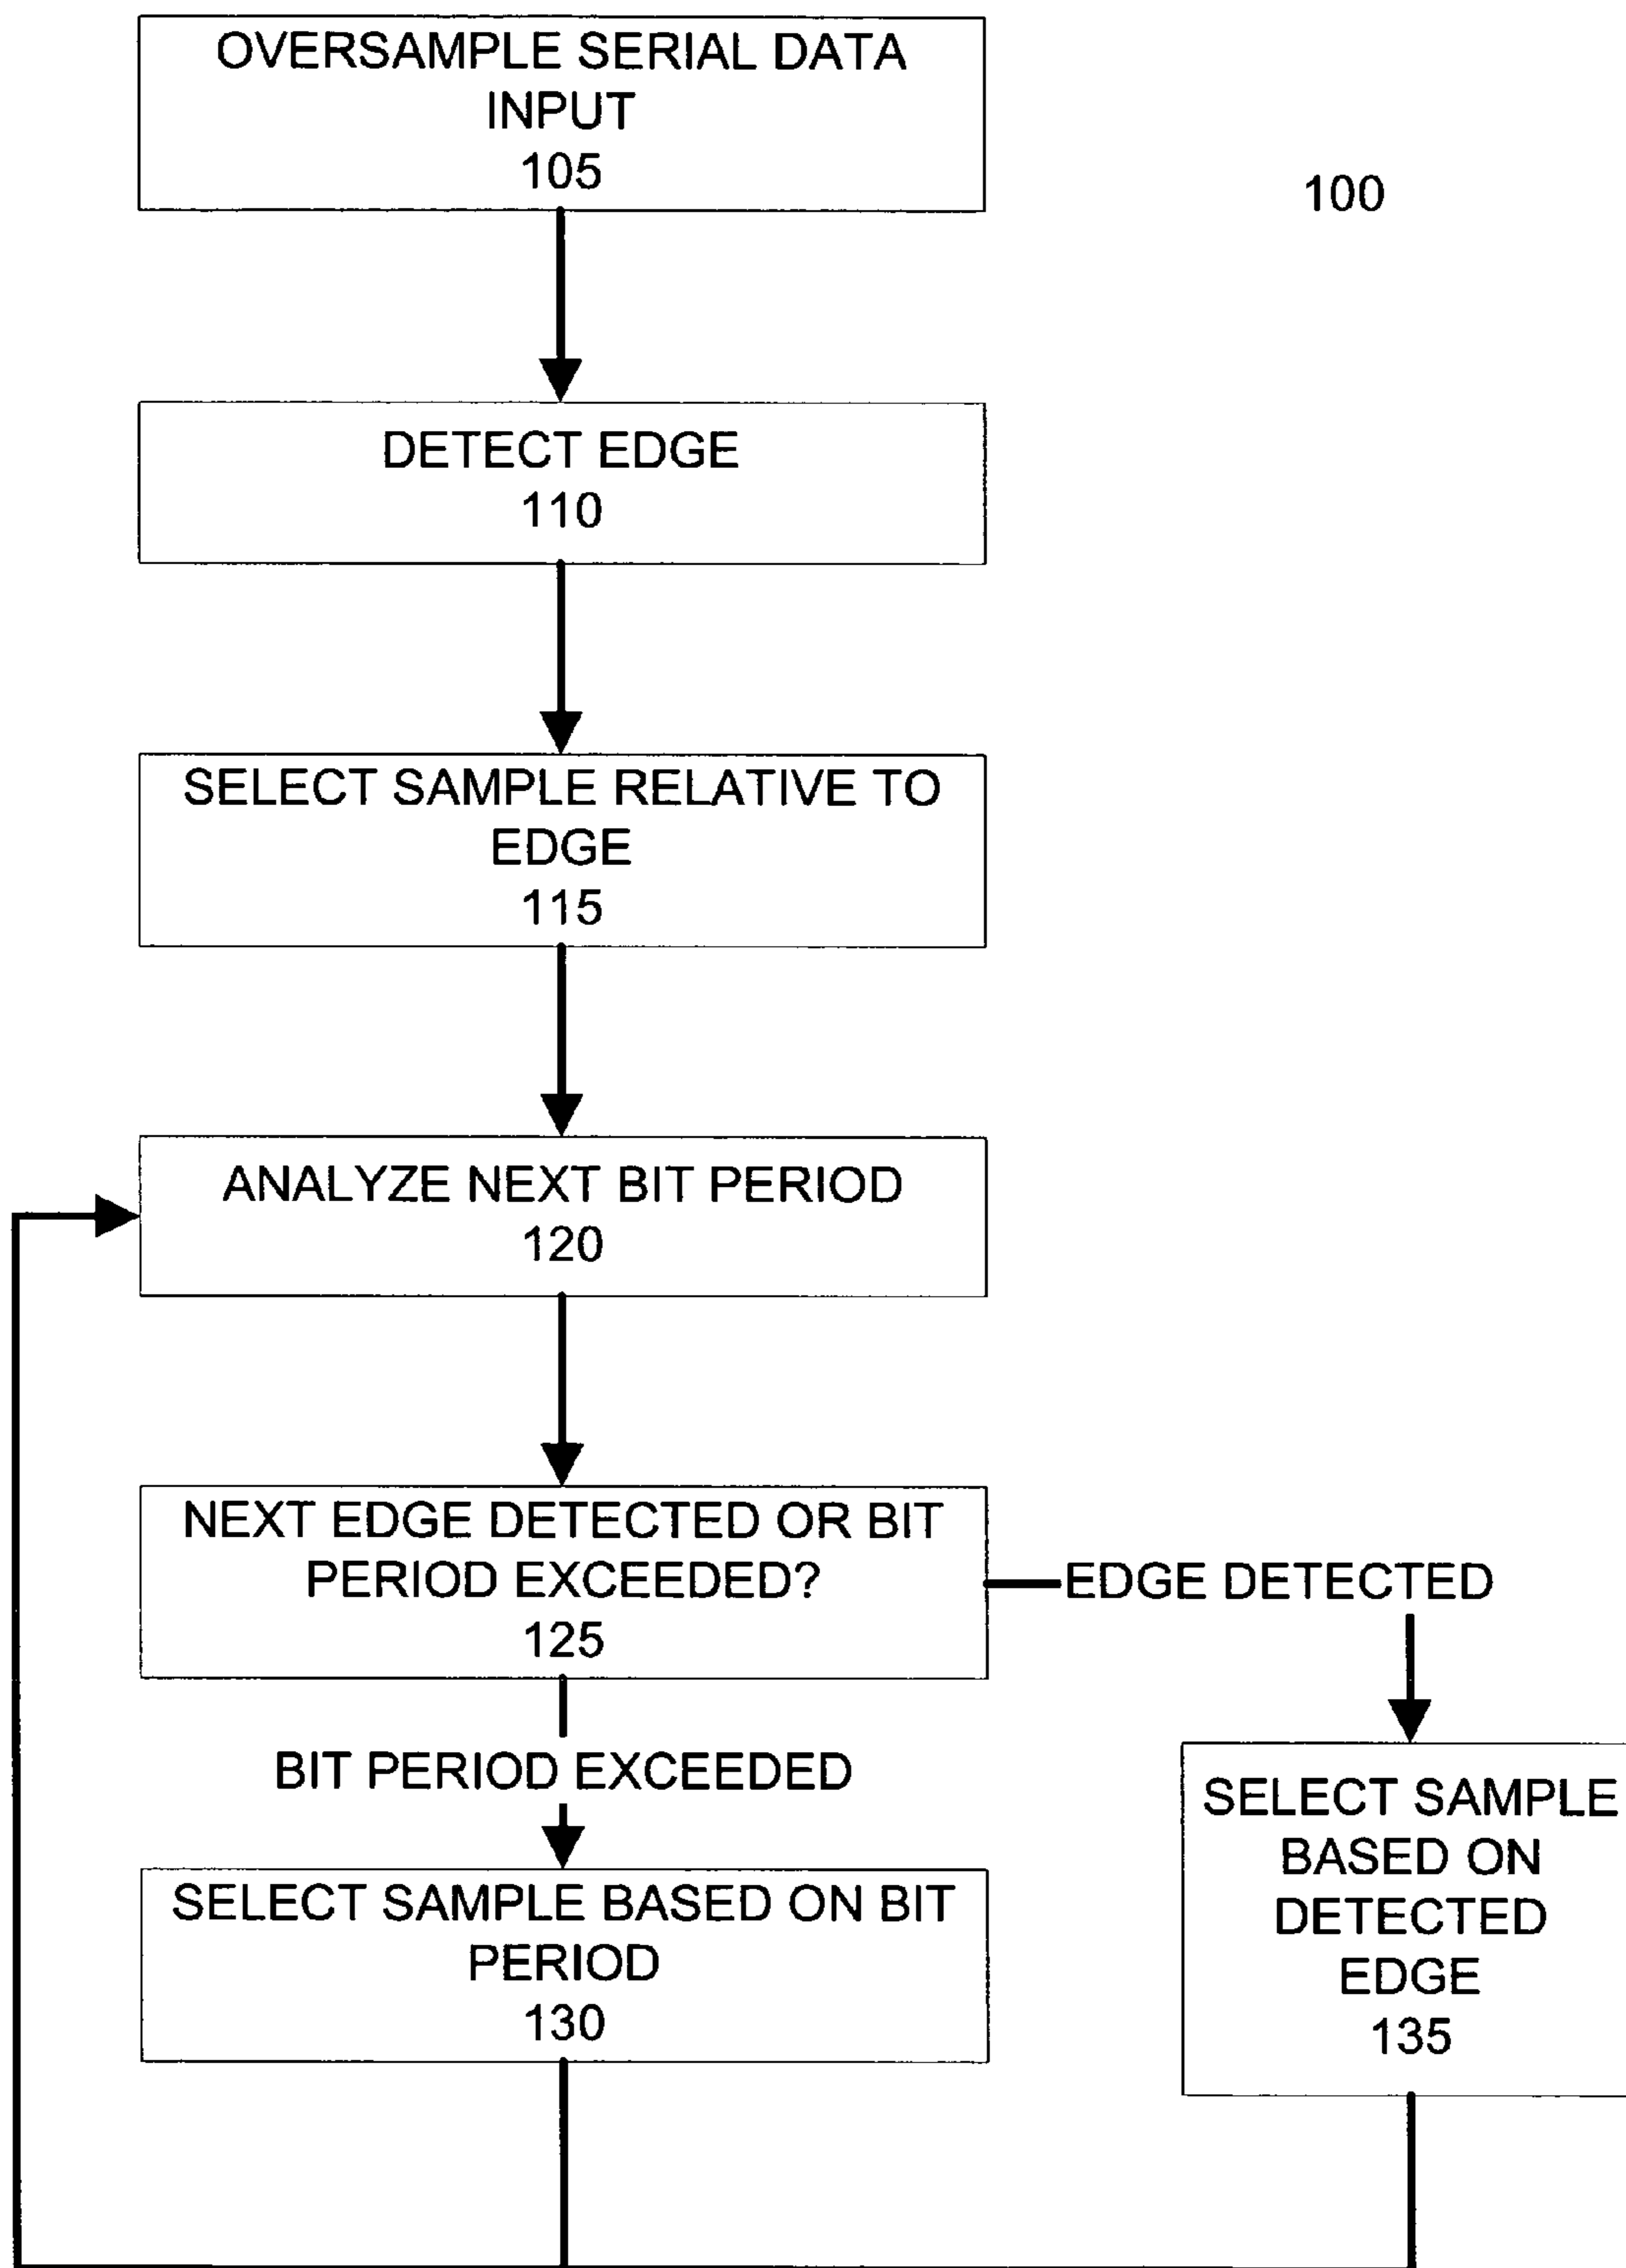 OVERSAMPLE SERIAL DATA
INPUT
105
100
DETECT EDGE
110
SELECT SAMPLE RELATIVE TO
EDGE
115
ANALYZE NEXT BIT PERIOD
120
NEXT EDGE DETECTED OR BIT
PERIOD EXCEEDED?
125
EDGE DETECTED
BIT PERIOD EXCEEDED
SELECT SAMPLE BASED ON BIT
PERIOD
130
SELECT SAMPLE
BASED ON
DETECTED
EDGE
135